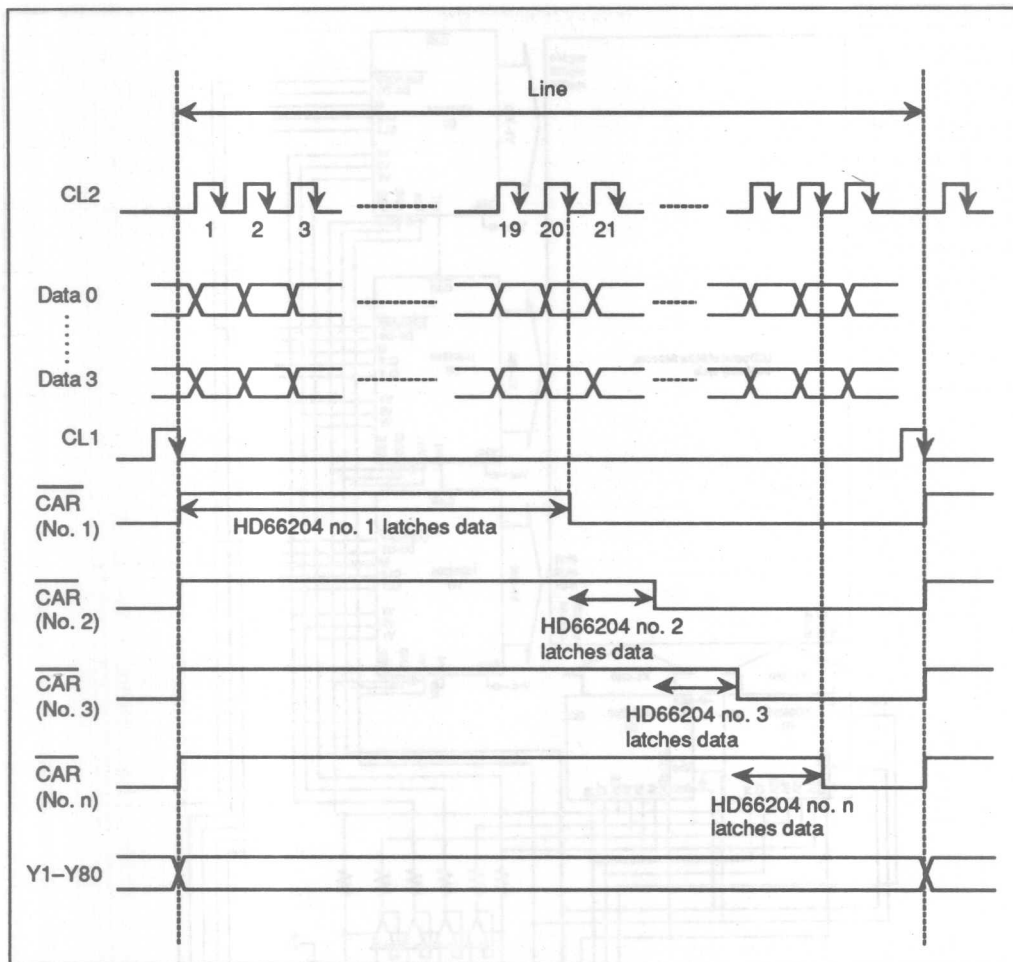 Line
CL2
1 2 3 19 20 21
Data 0
Data 3
CL1
CAR
(No. 1)
HD66204 no. 1 latches data
CAR
(No. 2)
HD66204 no. 2
latches data
CAR
(No. 3)
HD66204 no. 3
latches data
CAR
(No. n)
HD66204 no. n
latches data
Y1–Y80